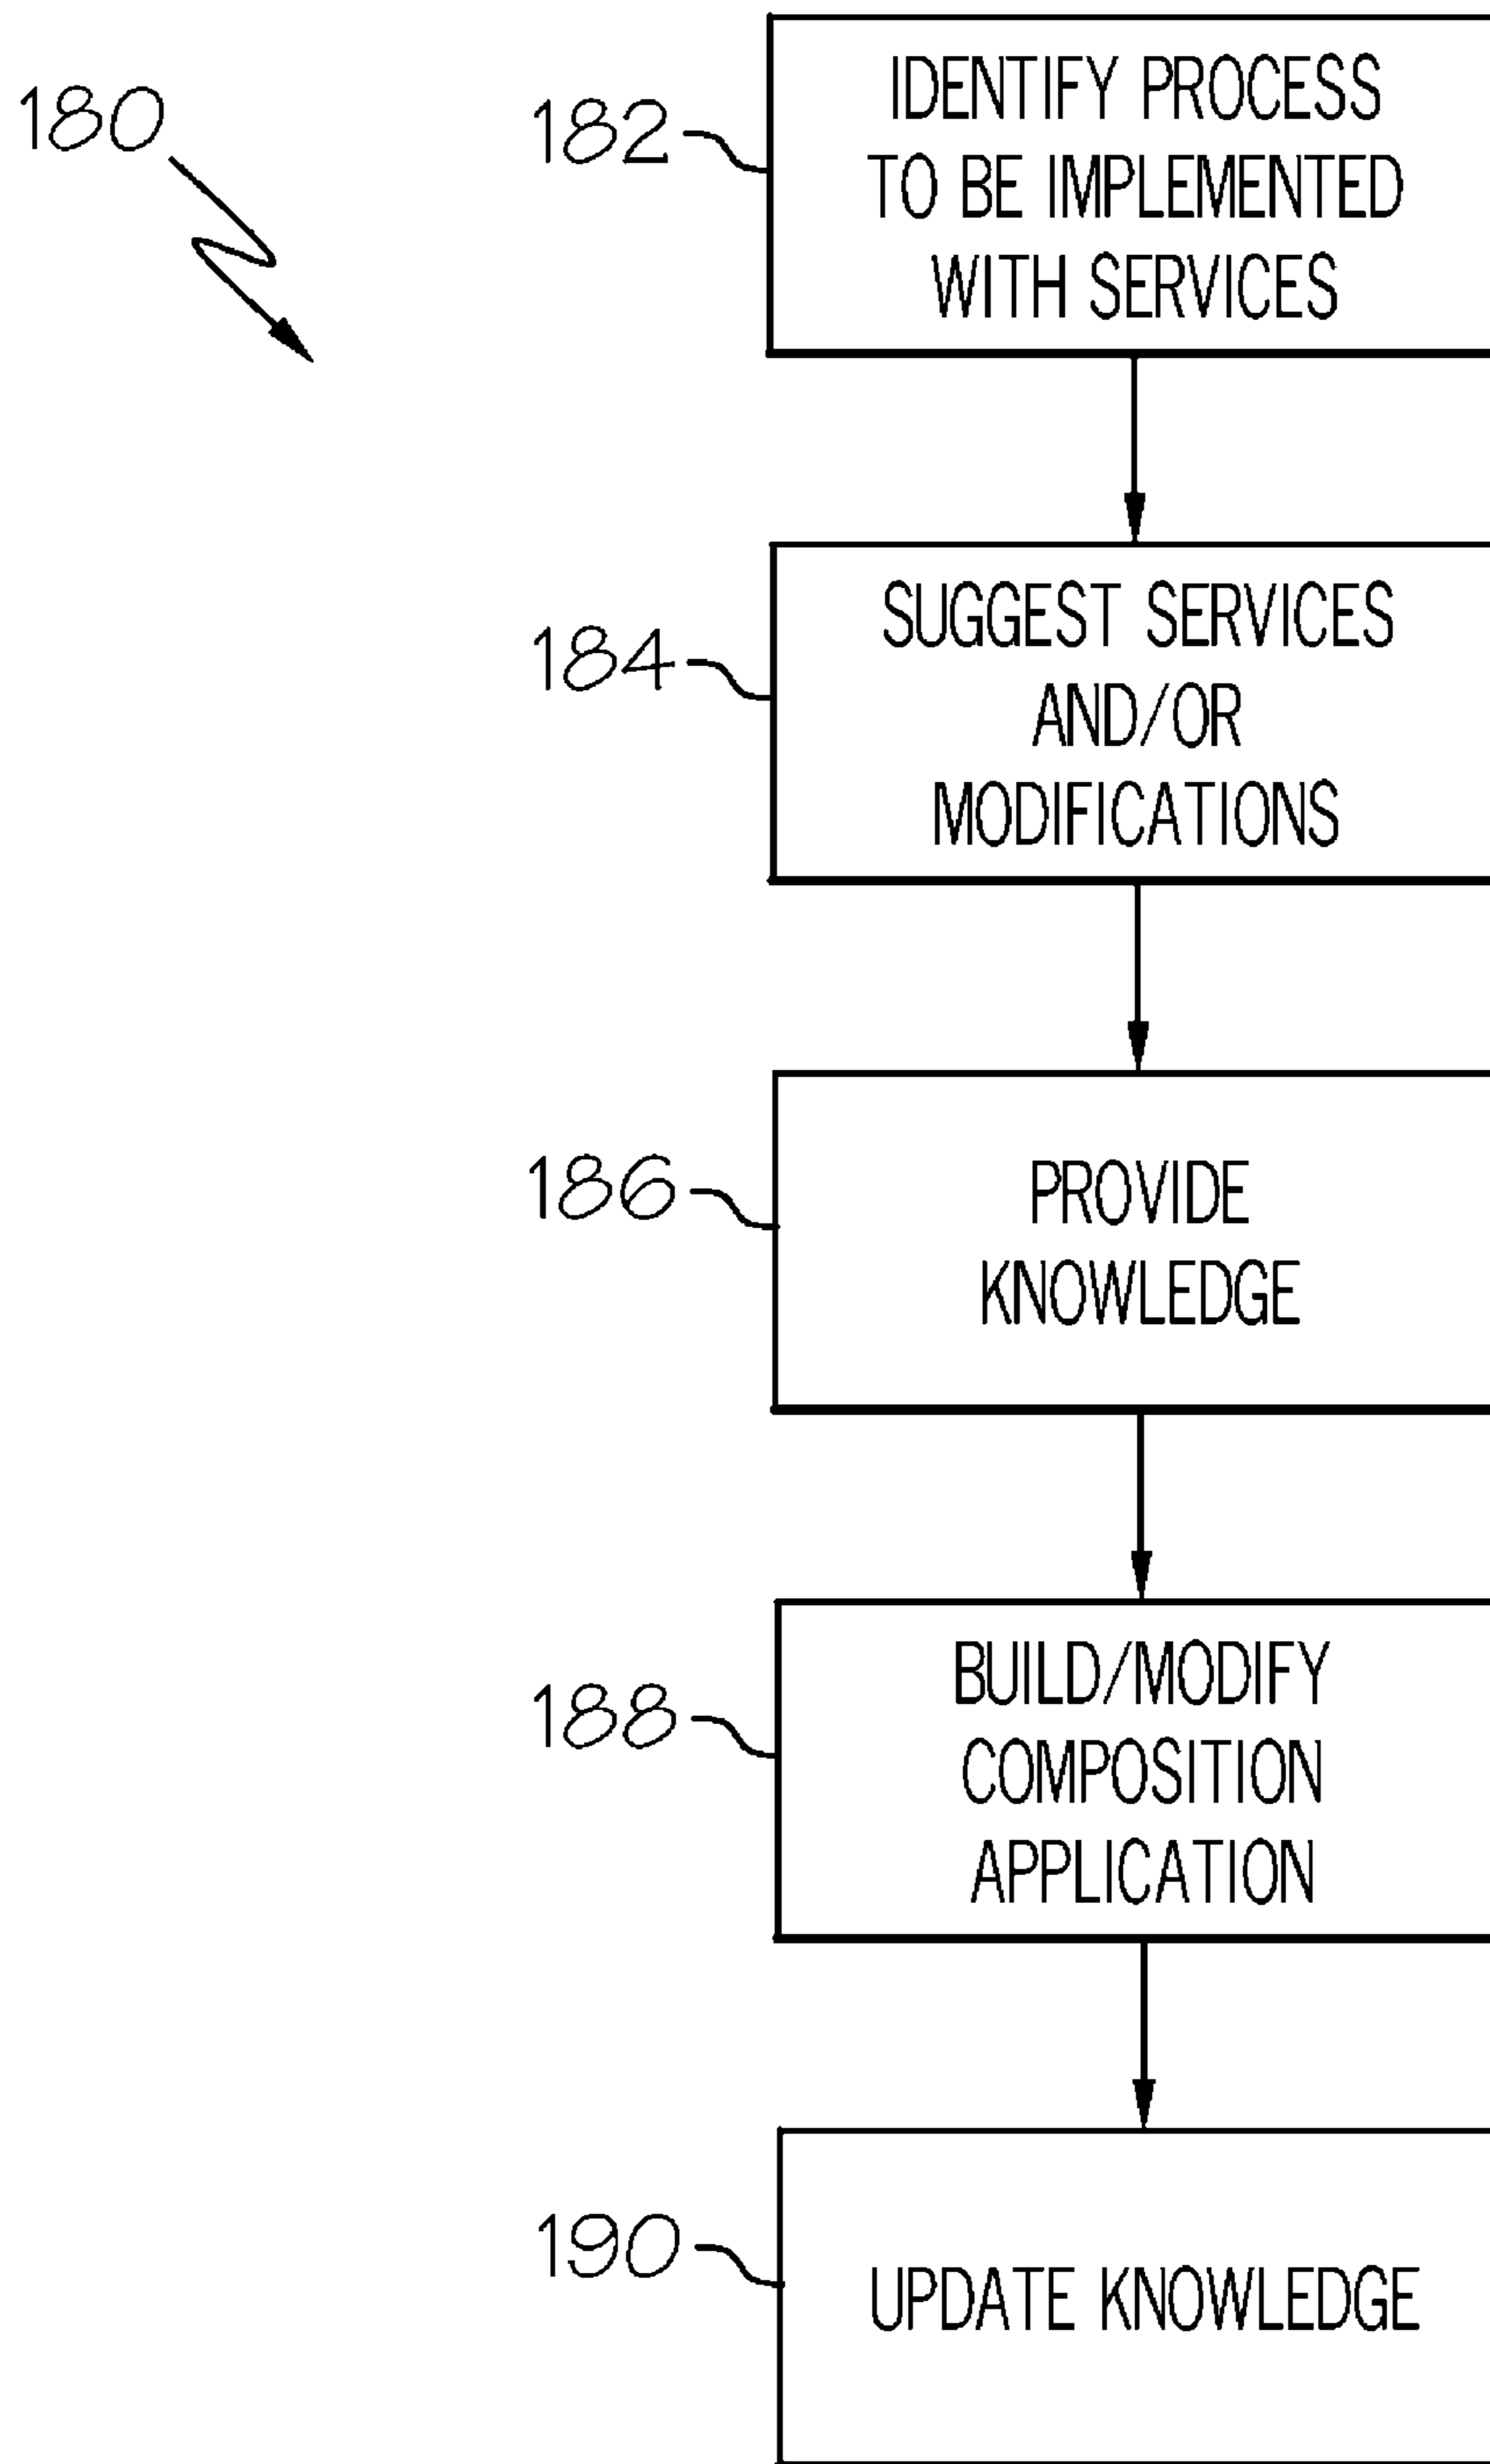 180
182
IDENTIFY PROCESS
TO BE IMPLEMENTED
WITH SERVICES
184
SUGGEST SERVICES
AND/OR
MODIFICATIONS
186
PROVIDE
KNOWLEDGE
188
BUILD/MODIFY
COMPOSITION
APPLICATION
190
UPDATE KNOWLEDGE